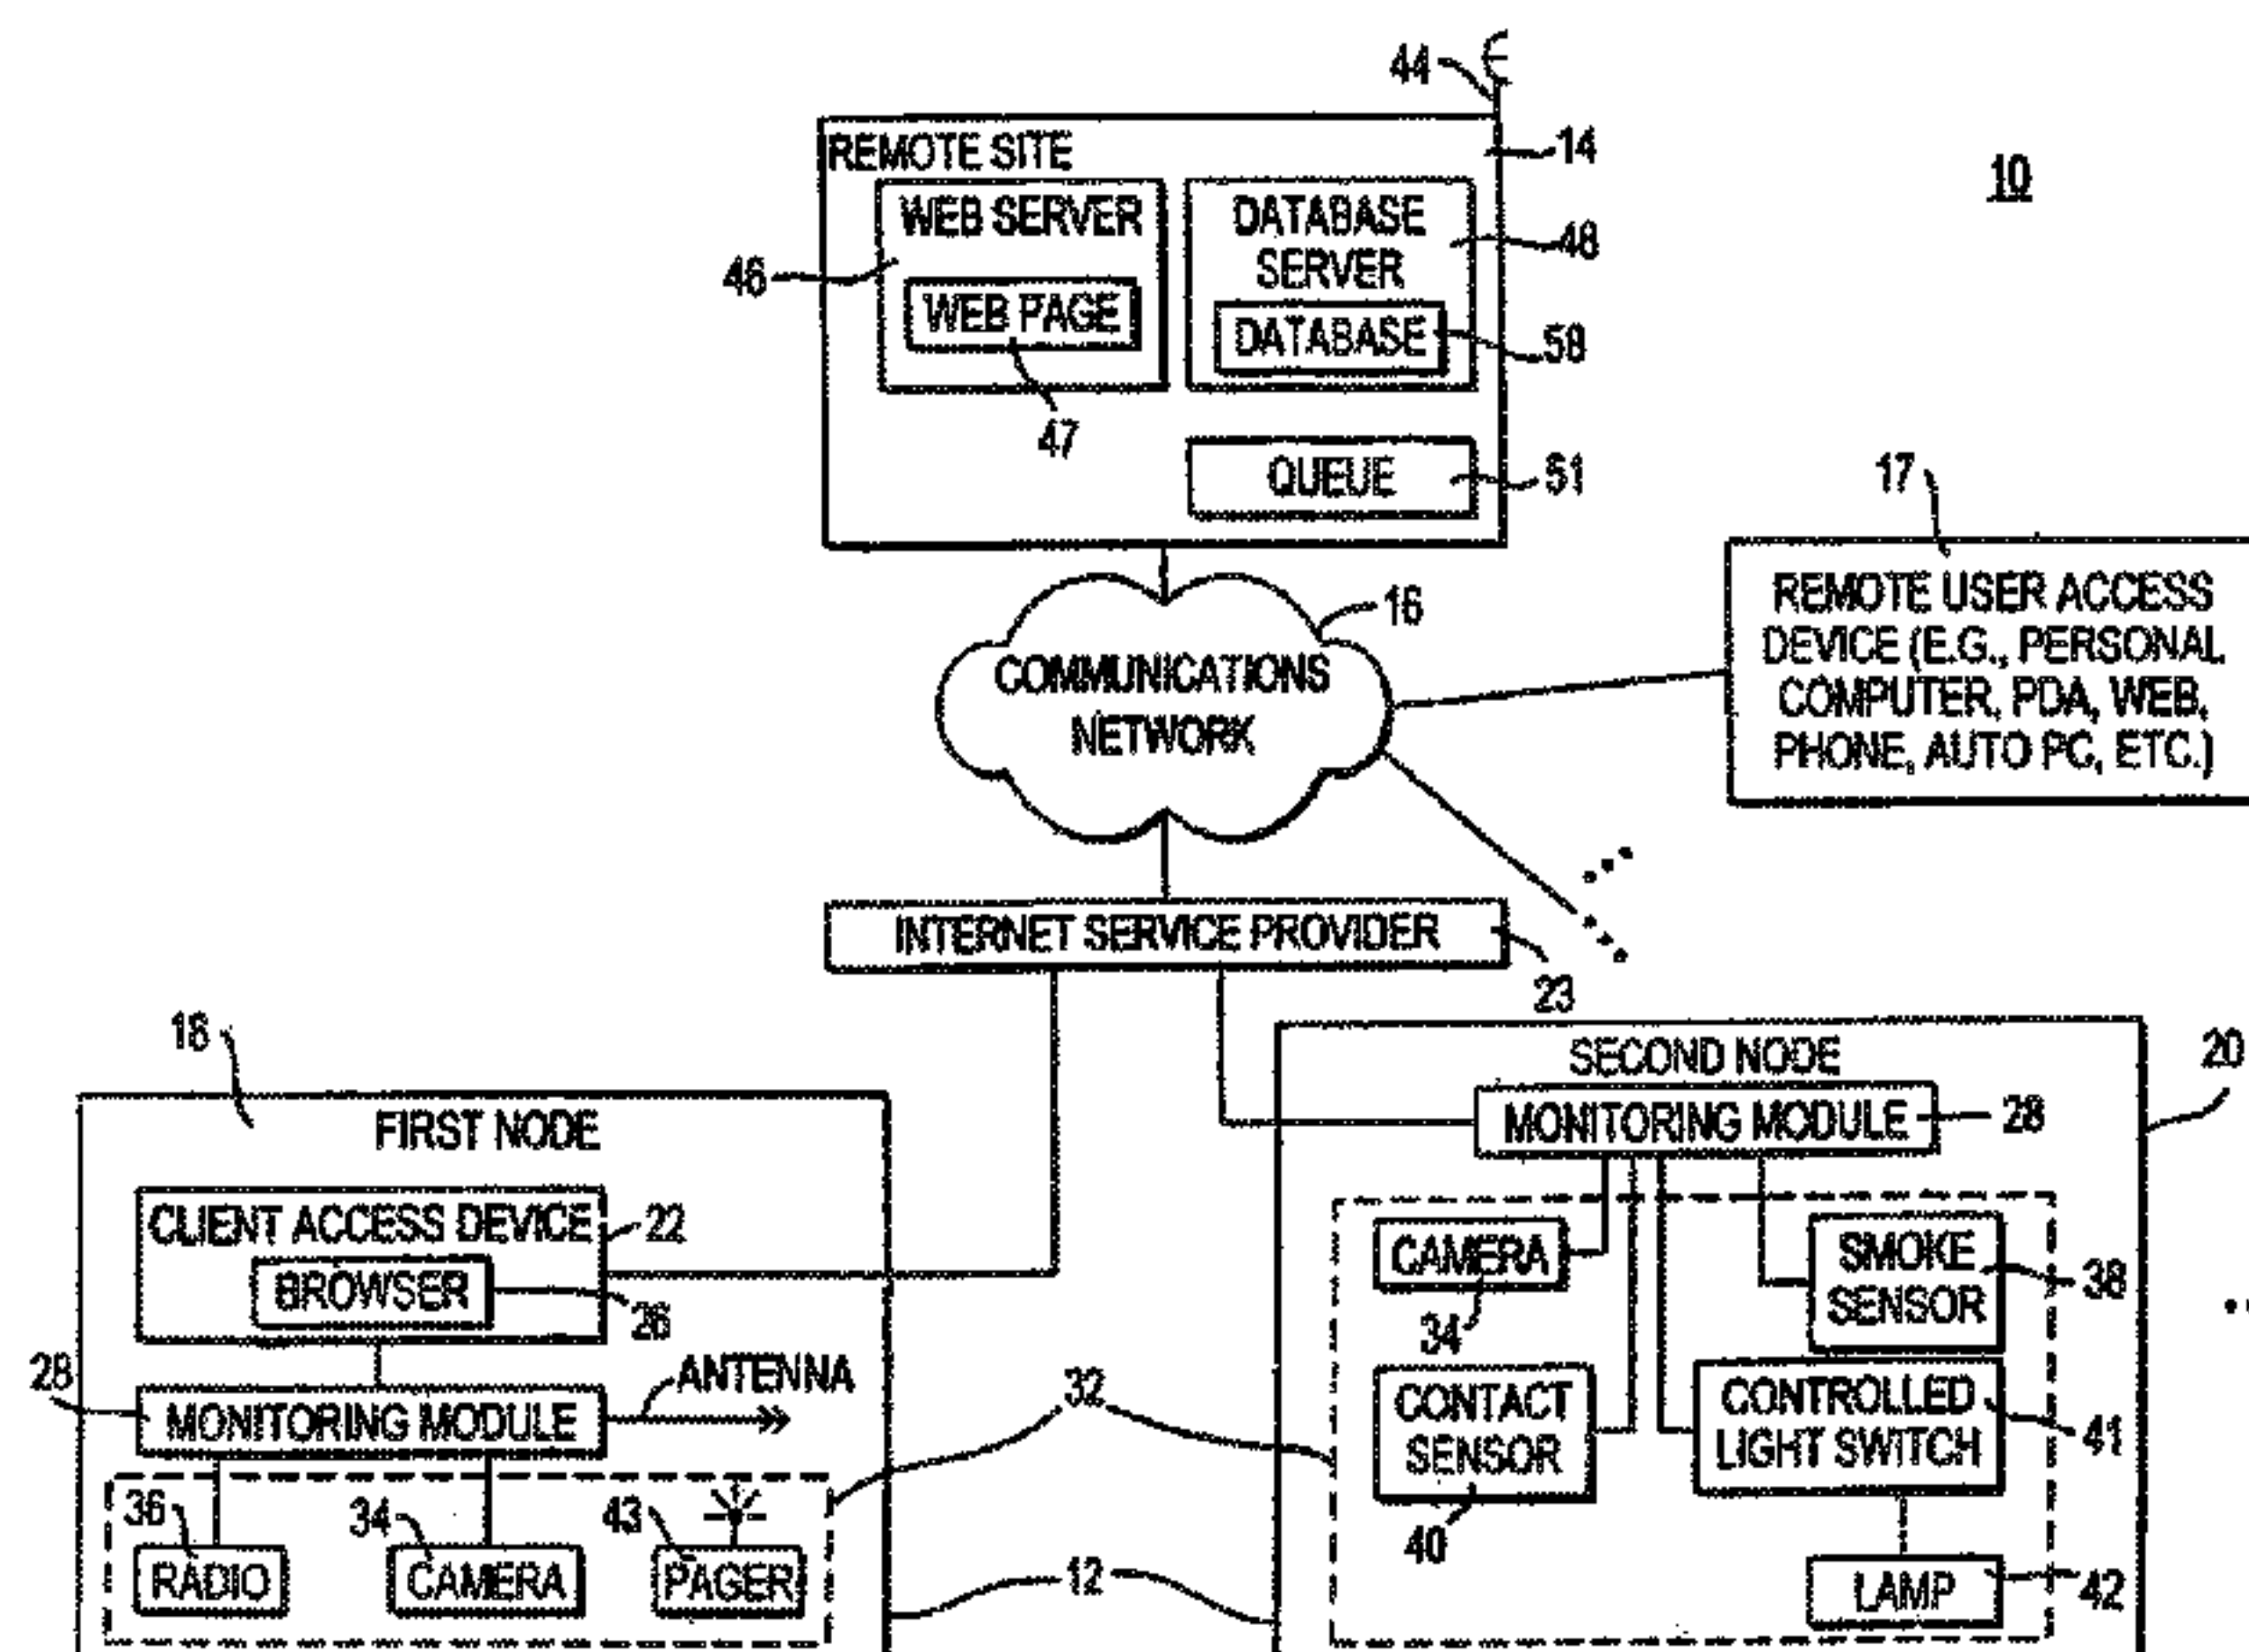 44
REMOTE SITE
14
10
WEB SERVER
DATABASE
SERVER
48
46
WEB PAGE
DATABASE
58
47
QUEUE
51
17
16
REMOTE USER ACCESS
DEVICE (E.G., PERSONAL
COMPUTER, PDA, WEB,
PHONE, AUTO PC, ETC.)
COMMUNICATIONS
NETWORK
INTERNET SERVICE PROVIDER
23
18
FIRST NODE
CLIENT ACCESS DEVICE
22
BROWSER
26
28
MONITORING MODULE
ANTENNA
32
36
34
43
RADIO
CAMERA
PAGER
12
SECOND NODE
20
MONITORING MODULE
28
CAMERA
34
SMOKE
SENSOR
38
CONTACT
SENSOR
40
CONTROLLED
LIGHT SWITCH
41
LAMP
42